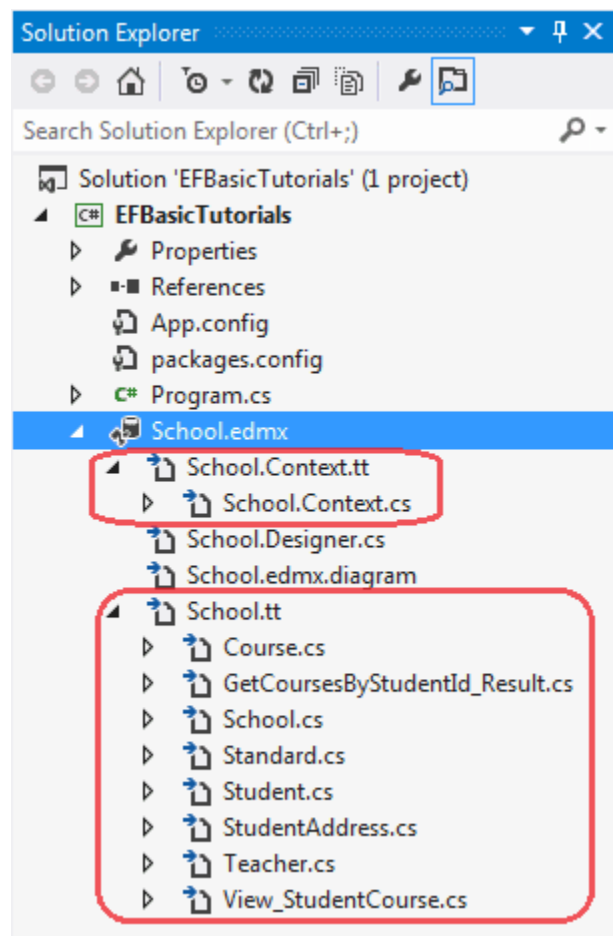 Solution Explorer
Search Solution Explorer (Ctrl+;)
Solution 'EFBasicTutorials' (1 project)
C# EFBasicTutorials
Properties
References
App.config
packages.config
C# Program.cs
School.edmx
School.Context.tt
School.Context.cs
School.Designer.cs
School.edmx.diagram
School.tt
Course.cs
GetCoursesByStudentId_Result.cs
School.cs
Standard.cs
Student.cs
StudentAddress.cs
Teacher.cs
View_StudentCourse.cs